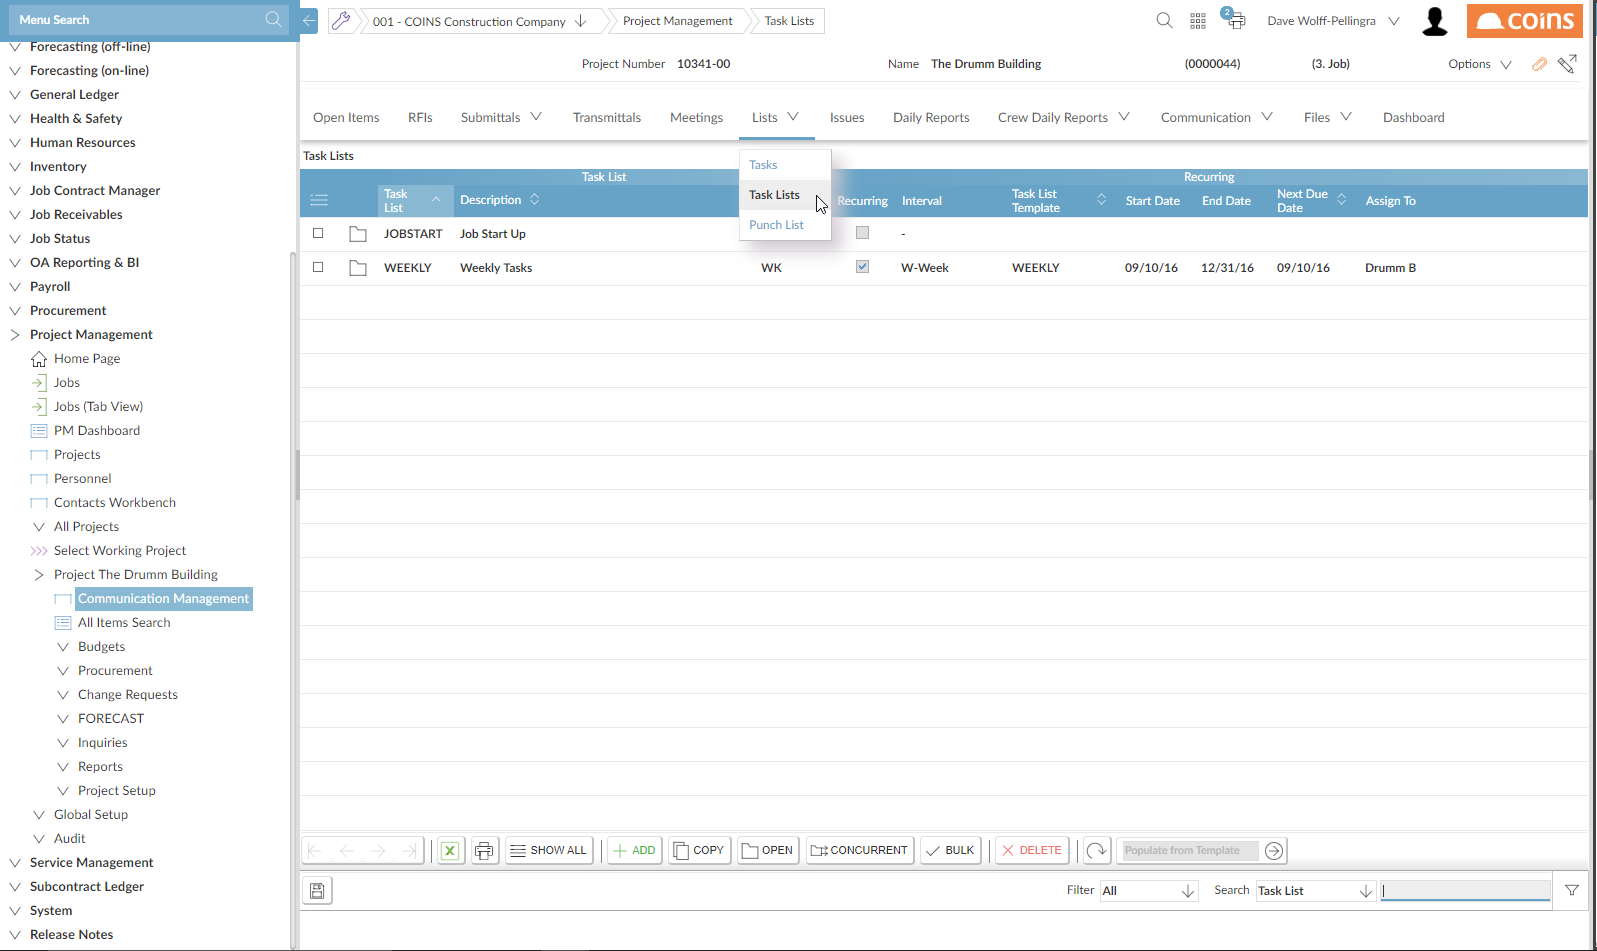 Menu Search
001 - COINS Construction Company
Project Management
Task Lists
2
Dave Wolff-Pellingra
coins
Forecasting (off-line)
Forecasting (on-line)
General Ledger
Health & Safety
Human Resources
Inventory
Job Contract Manager
Job Receivables
Job Status
OA Reporting & BI
Payroll
Procurement
Project Management
Home Page
Jobs
Jobs (Tab View)
PM Dashboard
Projects
Personnel
Contacts Workbench
All Projects
Select Working Project
Project The Drumm Building
Communication Management
All Items Search
Budgets
Procurement
Change Requests
FORECAST
Inquiries
Reports
Project Setup
Global Setup
Audit
Service Management
Subcontract Ledger
System
Release Notes
Project Number 10341-00 Name The Drumm Building (0000044) (3. Job) Options
Open Items RFIs Submittals Transmittals Meetings Lists Issues Daily Reports Crew Daily Reports Communication Files Dashboard
Task Lists
Tasks
Task Lists
Punch List
Task List Recurring
Task List Description Recurring Interval Task List Template Start Date End Date Next Due Date Assign To
JOBSTART Job Start Up -
WEEKLY Weekly Tasks WK W-Week WEEKLY 09/10/16 12/31/16 09/10/16 Drumm B
SHOW ALL ADD COPY OPEN CONCURRENT BULK DELETE Populate from Template
Filter All Search Task List